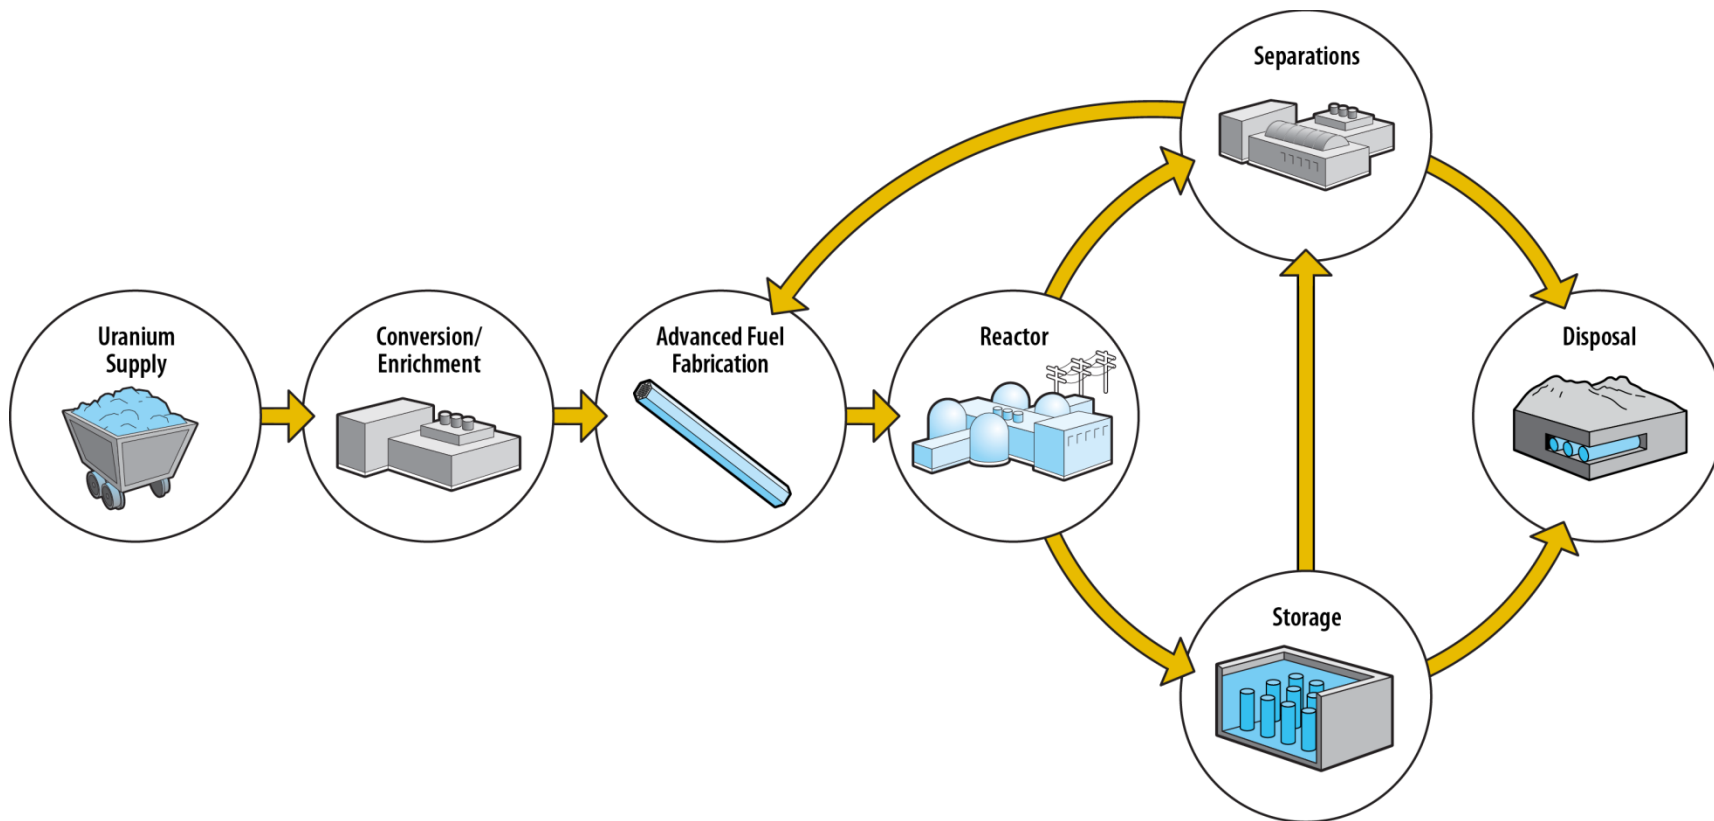 Separations
Uranium
Supply
Conversion/
Enrichment
Advanced Fuel
Fabrication
Reactor
Disposal
Storage